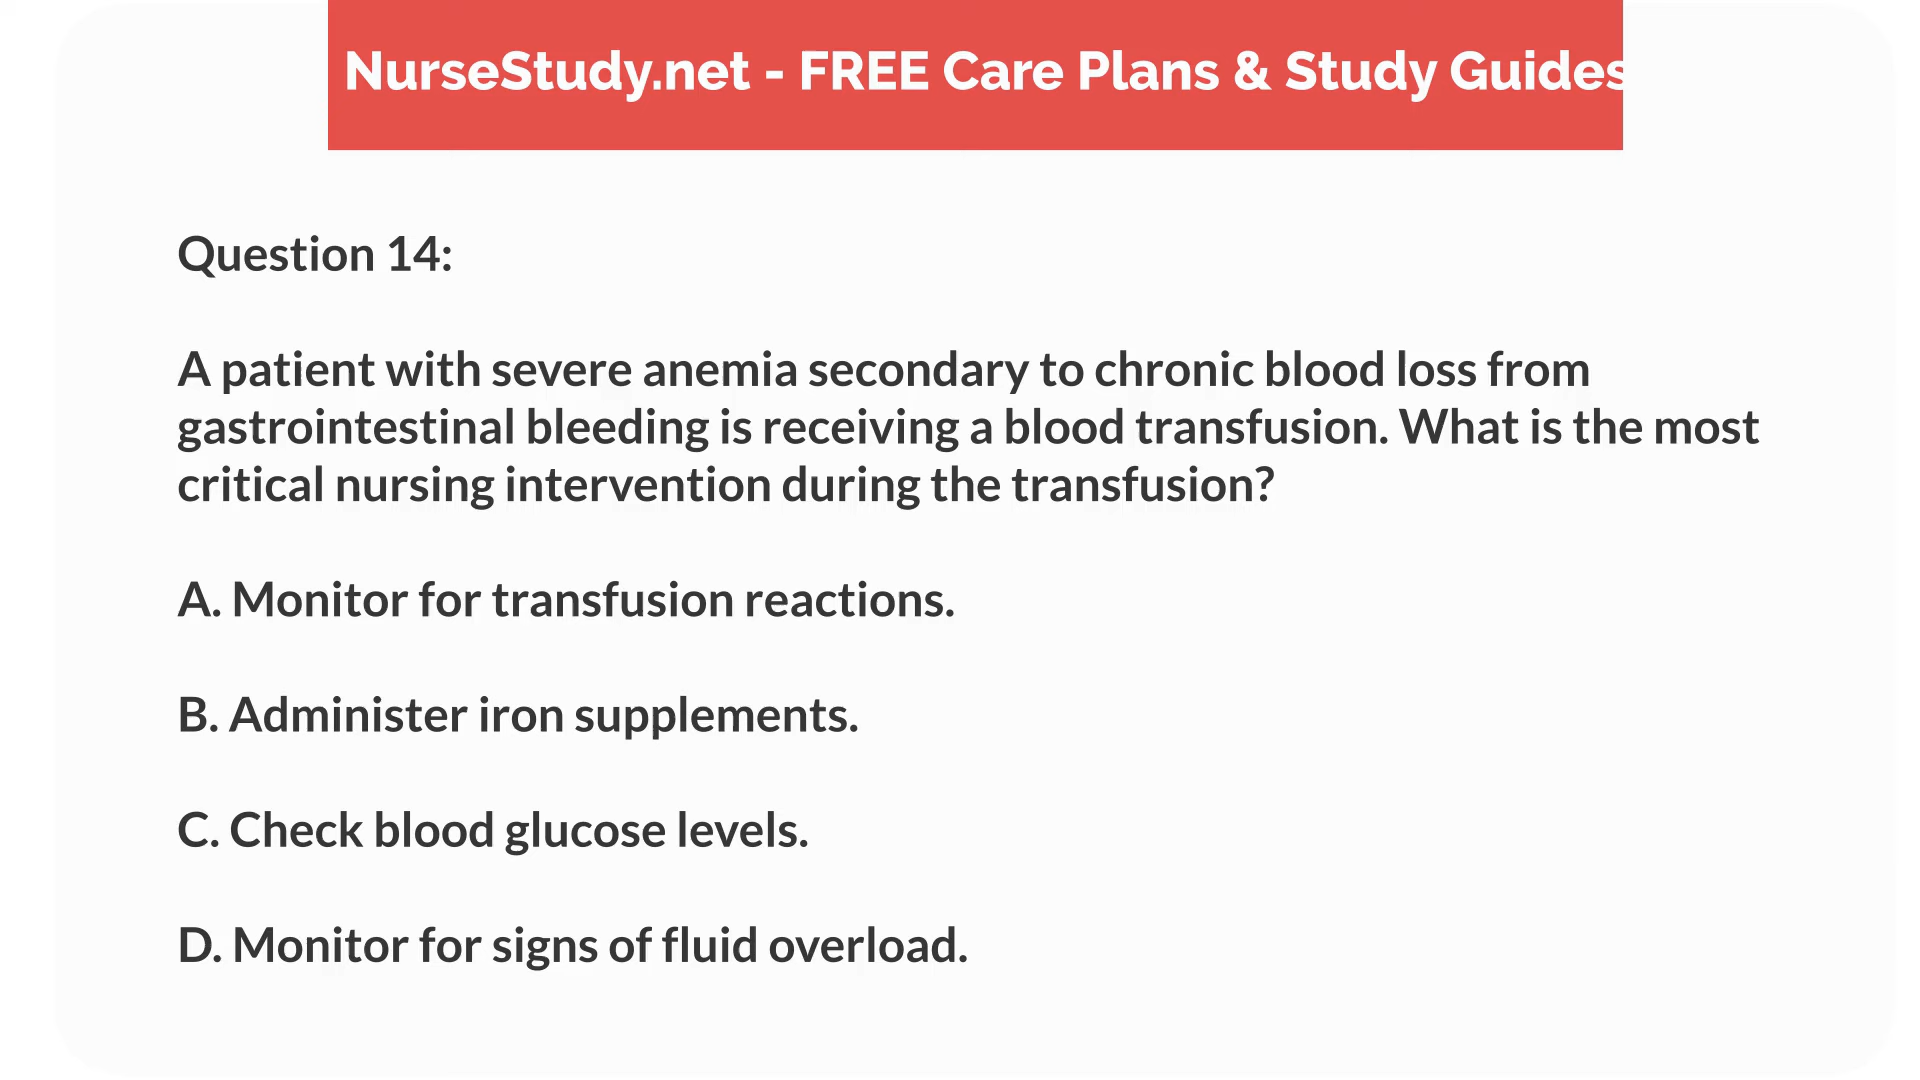 NurseStudy.net - FREE Care Plans & Study Guides
Question 14:
A patient with severe anemia secondary to chronic blood loss from
gastrointestinal bleeding is receiving a blood transfusion. What is the most
critical nursing intervention during the transfusion?
A. Monitor for transfusion reactions.
B. Administer iron supplements.
C. Check blood glucose levels.
D. Monitor for signs of fluid overload.